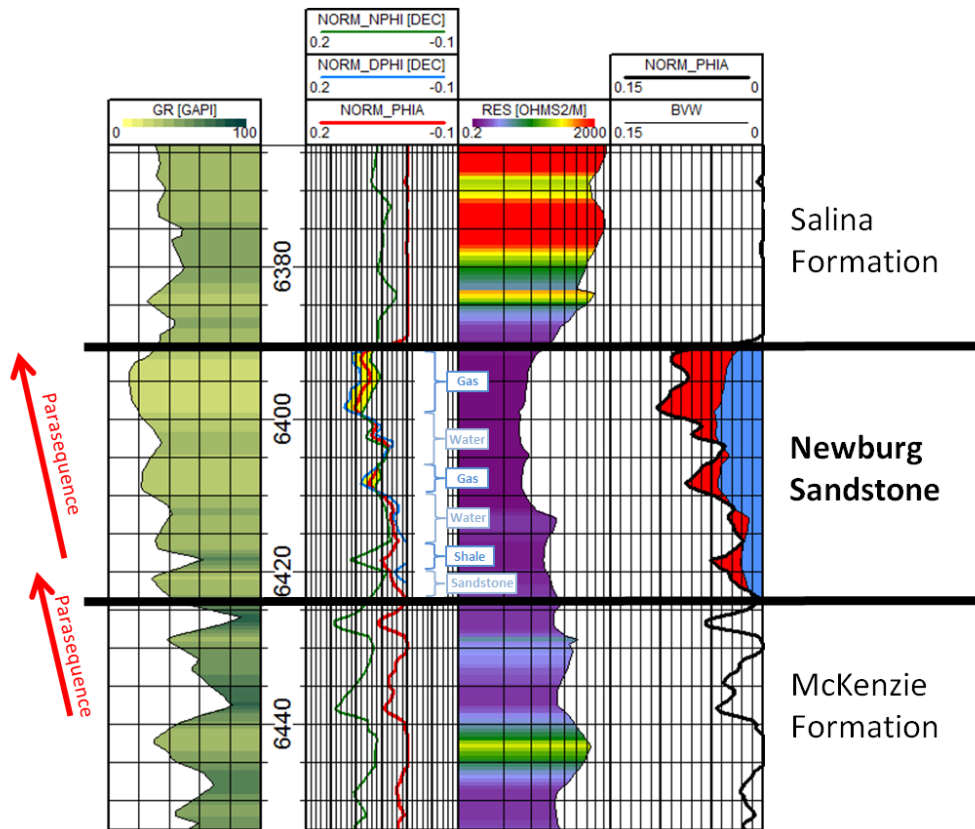 NORM_NPHI [DEC]
0.2 -0.1
NORM_DPHI [DEC]
0.2 -0.1
NORM_PHIA
0.15 0
GR [GAPI]
0 100
NORM_PHIA
0.2 -0.1
RES [OHMS2/M]
0.2 2000
BVW
0.15 0
Salina
Formation
6380
Parasequence
Gas
6400
Water
Newburg
Sandstone
Gas
Water
Shale
6420
Sandstone
Parasequence
McKenzie
Formation
6440